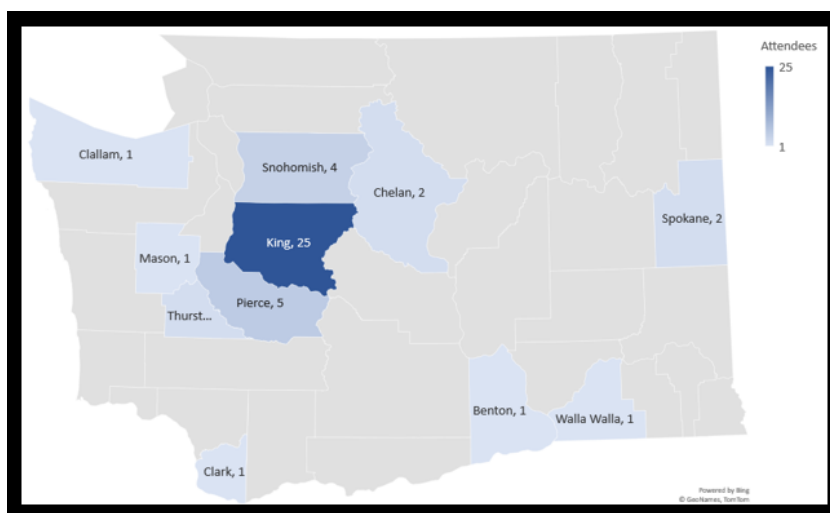 Attendees
25
1
Clallam, 1
Snohomish, 4
Chelan, 2
Spokane, 2
King, 25
Mason, 1
Pierce, 5
Thurst...
Benton, 1
Walla Walla, 1
Clark, 1
Powered by Bing
© GeoNames, TomTom